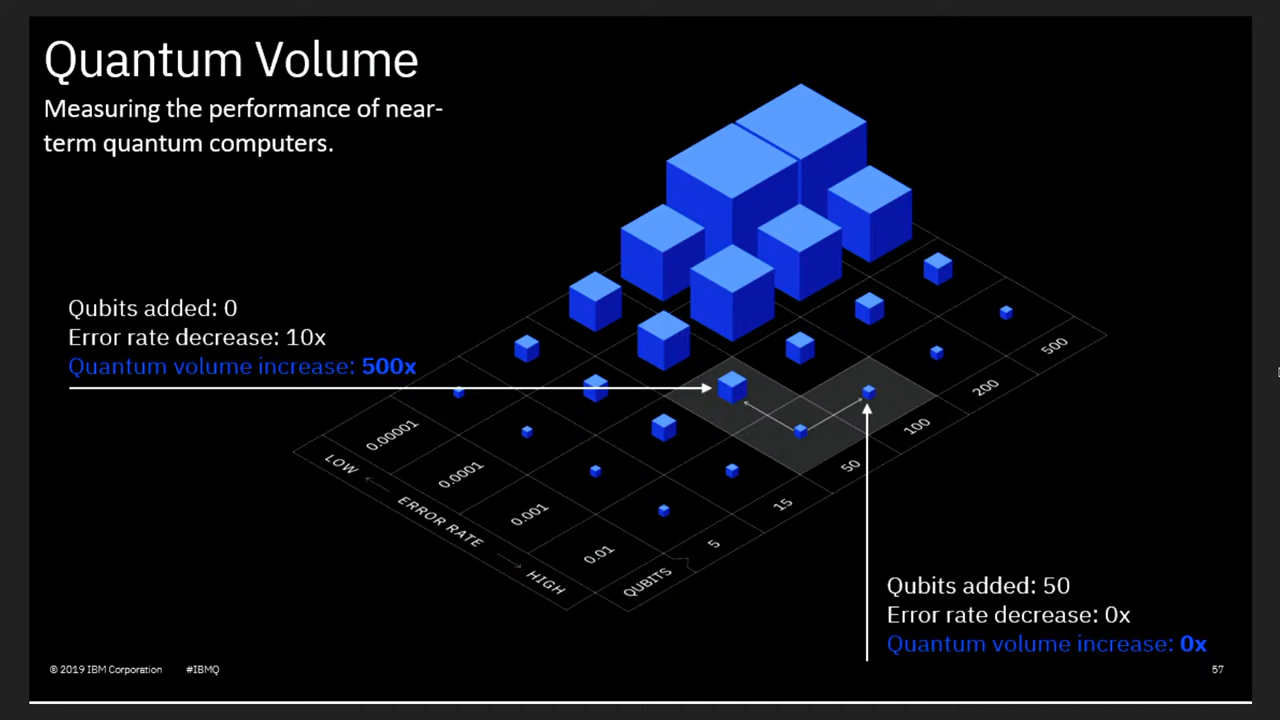 Quantum Volume
Measuring the performance of near-
term quantum computers.
Qubits added: 0
Error rate decrease: 10x
Quantum volume increase: 500x
0.00001
0.0001
0.001
0.01
LOW
ERROR RATE
HIGH
QUBITS
5
15
50
100
200
500
Qubits added: 50
Error rate decrease: 0x
Quantum volume increase: 0x
© 2019 IBM Corporation
#IBMQ
57